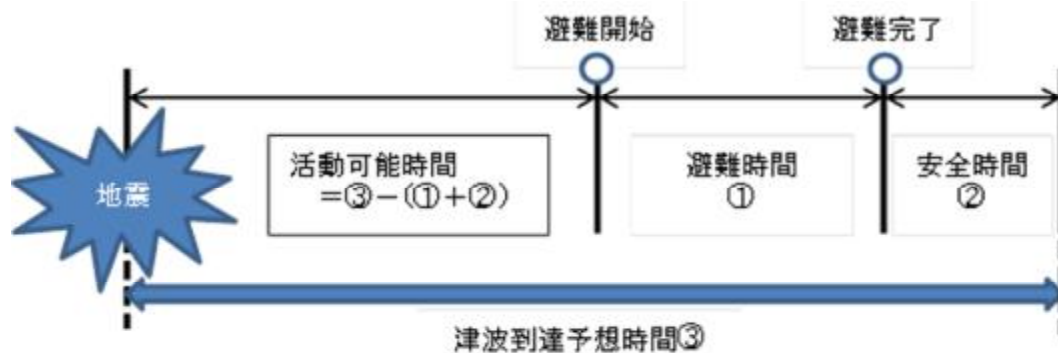 避難開始
避難完了
地震
活動可能時間
＝③－(①＋②)
避難時間
①
安全時間
②
津波到達予想時間③